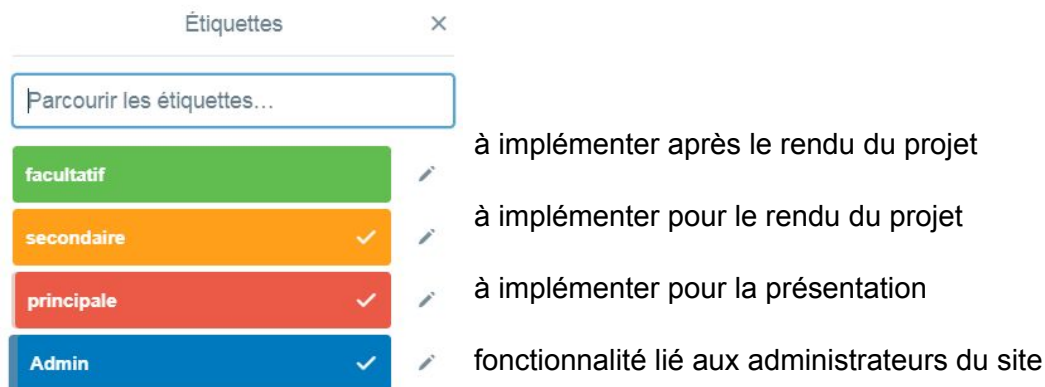 Étiquettes
Parcourir les étiquettes...
à implémenter après le rendu du projet
facultatif
à implémenter pour le rendu du projet
secondaire
à implémenter pour la présentation
principale
fonctionnalité lié aux administrateurs du site
Admin